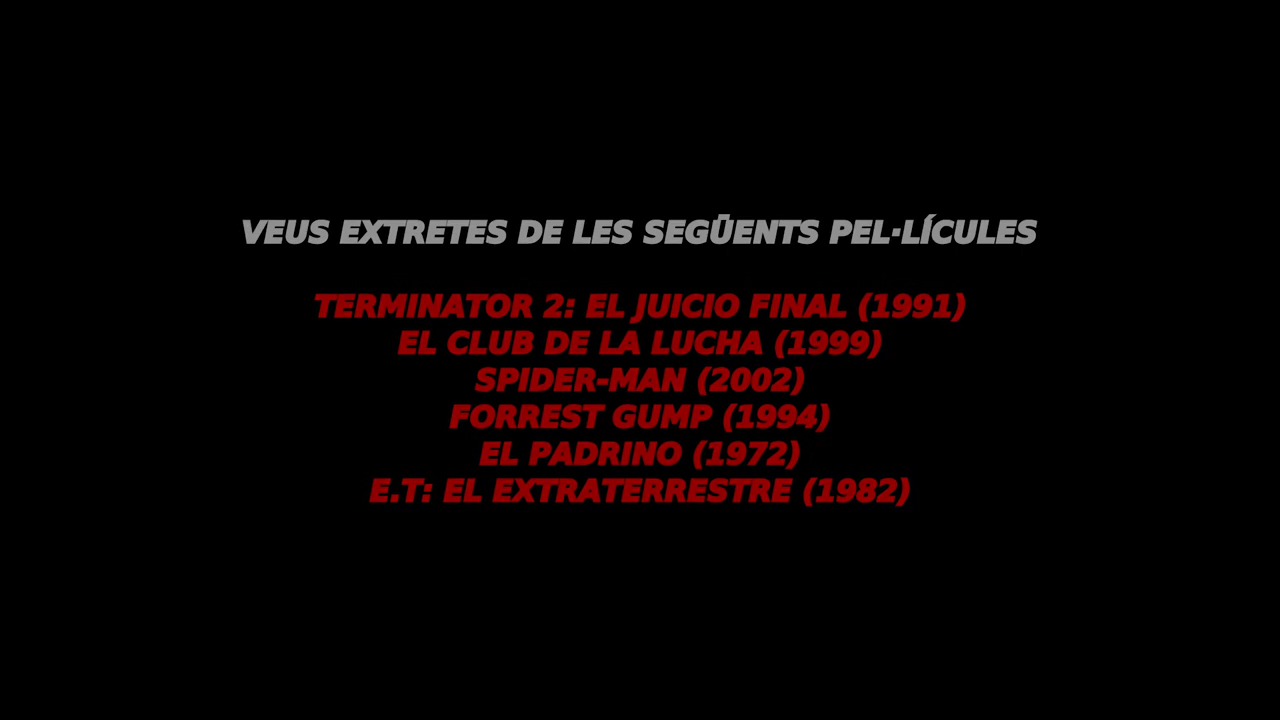 VEUS EXTRETES DE LES SEGÜENTS PEL·LÍCULES
TERMINATOR 2: EL JUICIO FINAL (1991)
EL CLUB DE LA LUCHA (1999)
SPIDER-MAN (2002)
FORREST GUMP (1994)
EL PADRINO (1972)
E.T: EL EXTRATERRESTRE (1982)